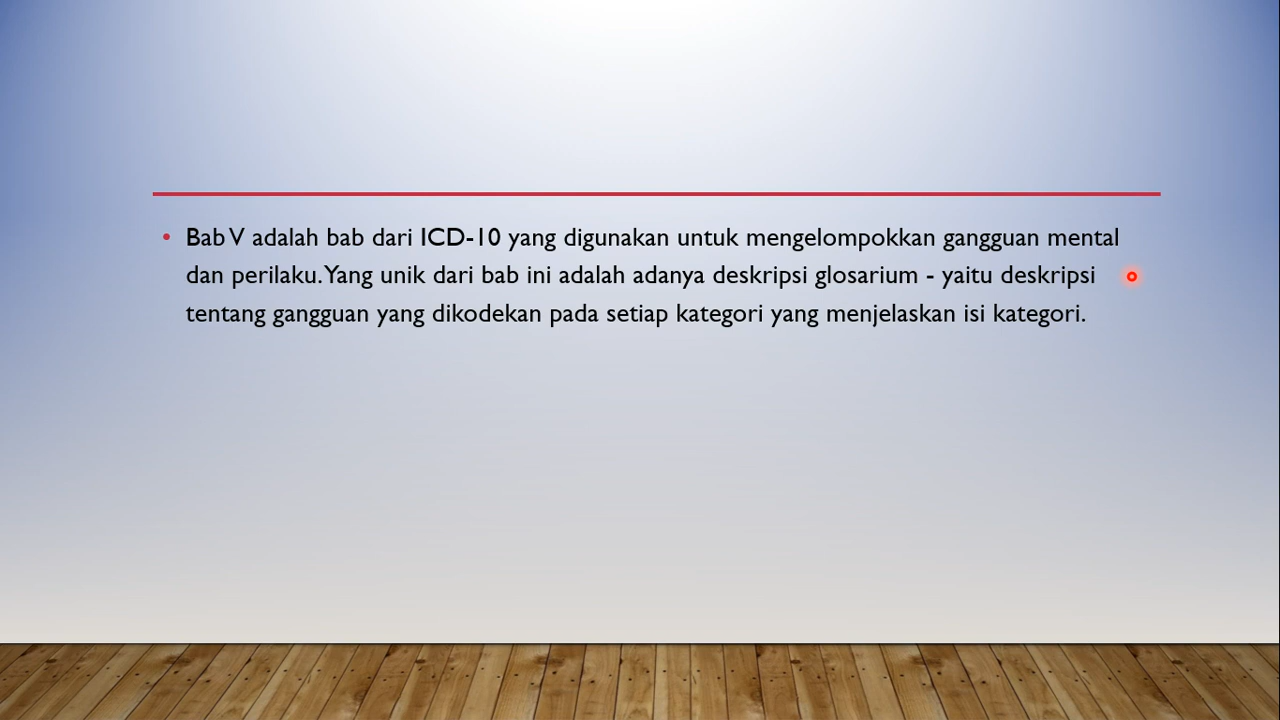 • Bab V adalah bab dari ICD-10 yang digunakan untuk mengelompokkan gangguan mental
dan perilaku. Yang unik dari bab ini adalah adanya deskripsi glosarium - yaitu deskripsi
tentang gangguan yang dikodekan pada setiap kategori yang menjelaskan isi kategori.